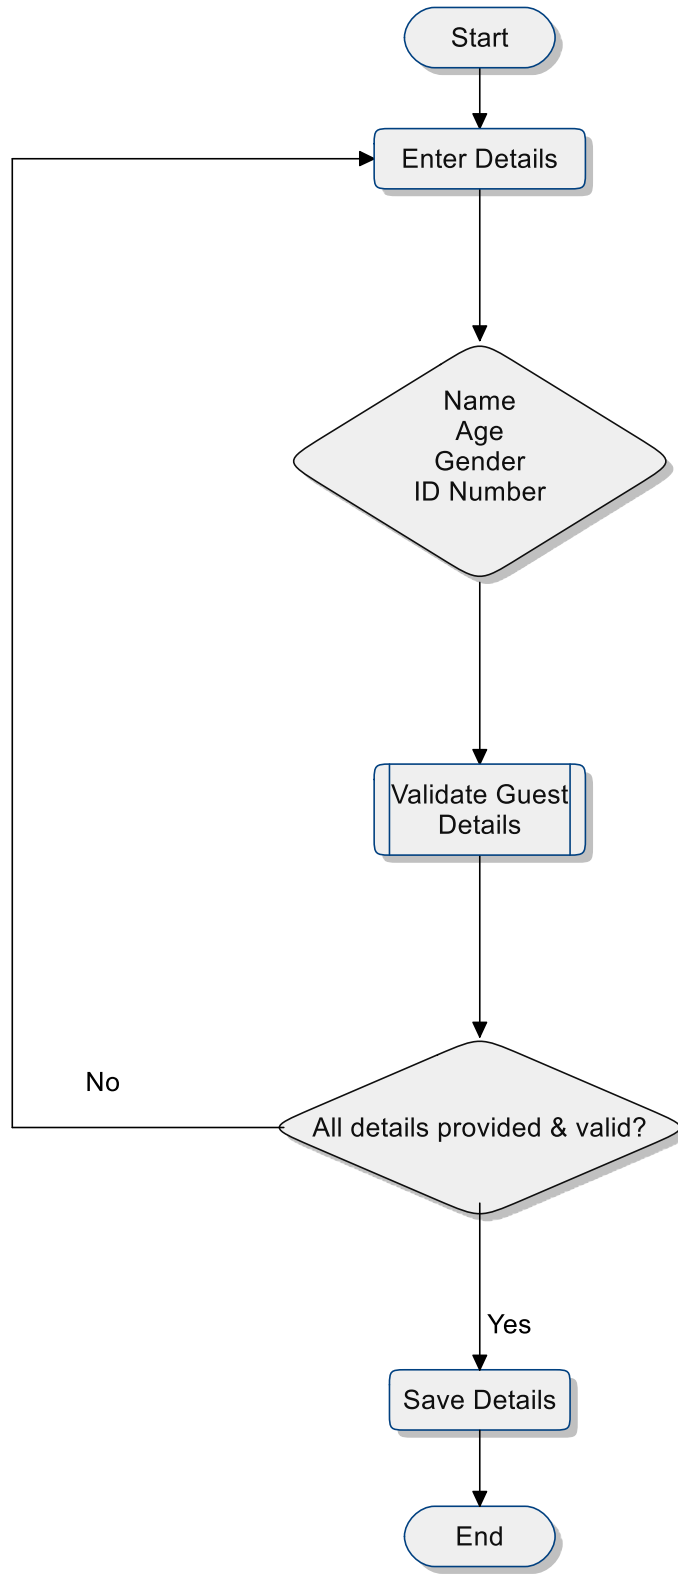 Start
Enter Details
Name
Age
Gender
ID Number
Validate Guest
Details
No
All details provided & valid?
Yes
Save Details
End